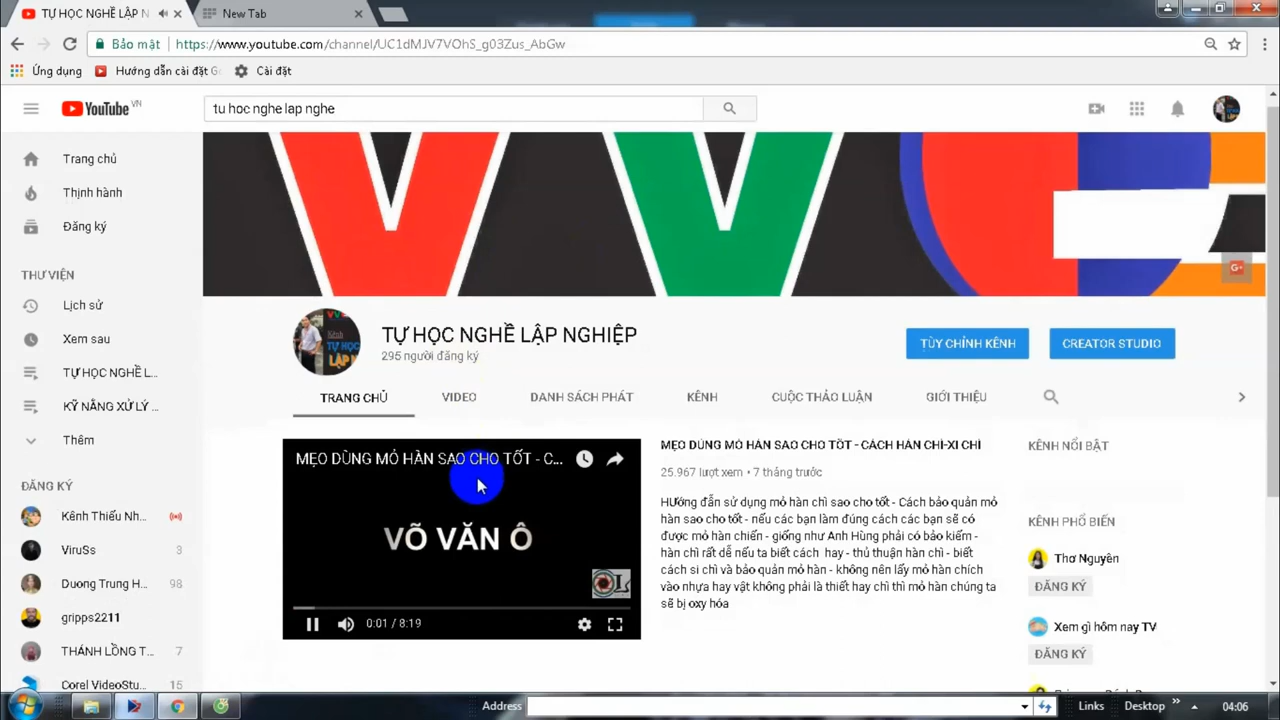 TỰ HỌC NGHỀ LẬP N
New Tab
Bảo mật
https://www.youtube.com/channel/UC1dMJV7VOhS_g03Zus_AbGw
Ứng dụng
Hướng dẫn cài đặt G
Cài đặt
YouTube VN
tu hoc nghe lap nghe
Trang chủ
Thịnh hành
Đăng ký
THƯ VIỆN
Lịch sử
Xem sau
TỰ HỌC NGHỀ L...
KỸ NẰNG XỬ LÝ ...
Thêm
ĐĂNG KÝ
Kênh Thiếu Nh...
ViruSs 3
Duong Trung H... 98
gripps2211
THÁNH LỒNG T... 7
Corel VideoStu... 15
VVC
G+
TỰ HỌC NGHỀ LẬP NGHIỆP
295 người đăng ký
TÙY CHỈNH KÊNH
CREATOR STUDIO
TRANG CHỦ
VIDEO
DANH SÁCH PHÁT
KÊNH
CUỘC THẢO LUẬN
GIỚI THIỆU
MẸO DÙNG MỎ HÀN SAO CHO TỐT - C...
VÕ VĂN Ô
0:01 / 8:19
MẸO DÙNG MỎ HÀN SAO CHO TỐT - CÁCH HÀN CHÌ-XI CHÌ
25.967 lượt xem • 7 tháng trước
HƯớng đẫn sử dụng mỏ hàn chì sao cho tốt - Cách bảo quản mỏ
hàn sao cho tốt - nếu các bạn làm đúng cách các bạn sẽ có
được mỏ hàn chiến - giống như Anh Hùng phải có bảo kiếm -
hàn chì rất dễ nếu ta biết cách hay - thủ thuận hàn chì - biết
cách si chì và bảo quản mỏ hàn - không nên lấy mỏ hàn chích
vào nhựa hay vật không phải là thiết hay chì thì mỏ hàn chúng ta
sẽ bị oxy hóa
KÊNH NỔI BẬT
KÊNH PHỔ BIẾN
Thơ Nguyễn
ĐĂNG KÝ
Xem gì hôm nay TV
ĐĂNG KÝ
Address
Links
Desktop
04:06